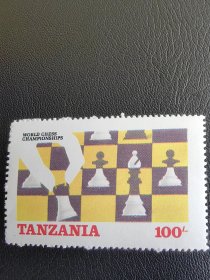 WORLD CHESS
CHAMPIONSHIPS
TANZANIA 100/-